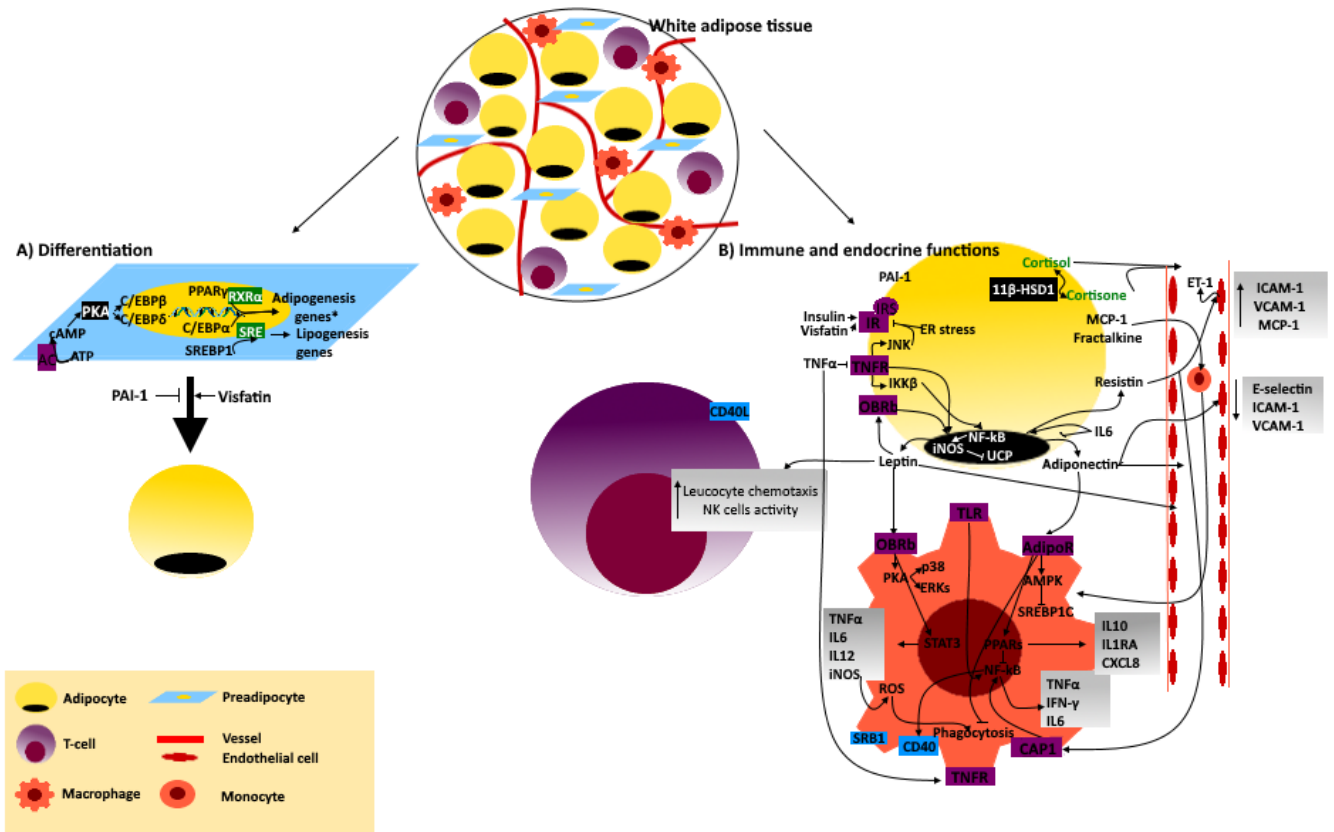 White adipose tissue
A) Differentiation
PPARγ
RXRα
C/EBPβ
C/EBPδ
PKA
Adipogenesis
genes*
C/EBPα
cAMP
SRE
Lipogenesis
genes
SREBP1
AC
ATP
PAI-1
Visfatin
B) Immune and endocrine functions
Cortisol
PAI-1
11β-HSD1
Cortisone
ET-1
ICAM-1
VCAM-1
MCP-1
IRS
Insulin
IR
Visfatin
ER stress
MCP-1
Fractalkine
JNK
TNFα
TNFR
IKKβ
Resistin
E-selectin
ICAM-1
VCAM-1
OBRb
CD40L
NF-kB
IL6
iNOS
UCP
Leptin
Adiponectin
Leucocyte chemotaxis
NK cells activity
TLR
OBRb
AdipoR
p38
PKA
ERKs
AMPK
SREBP1C
TNFα
IL6
IL12
iNOS
STAT3
PPARs
IL10
IL1RA
CXCL8
NF-kB
TNFα
IFN-γ
IL6
ROS
Phagocytosis
SRB1
CD40
CAP1
TNFR
Adipocyte
Preadipocyte
T-cell
Vessel
Endothelial cell
Macrophage
Monocyte